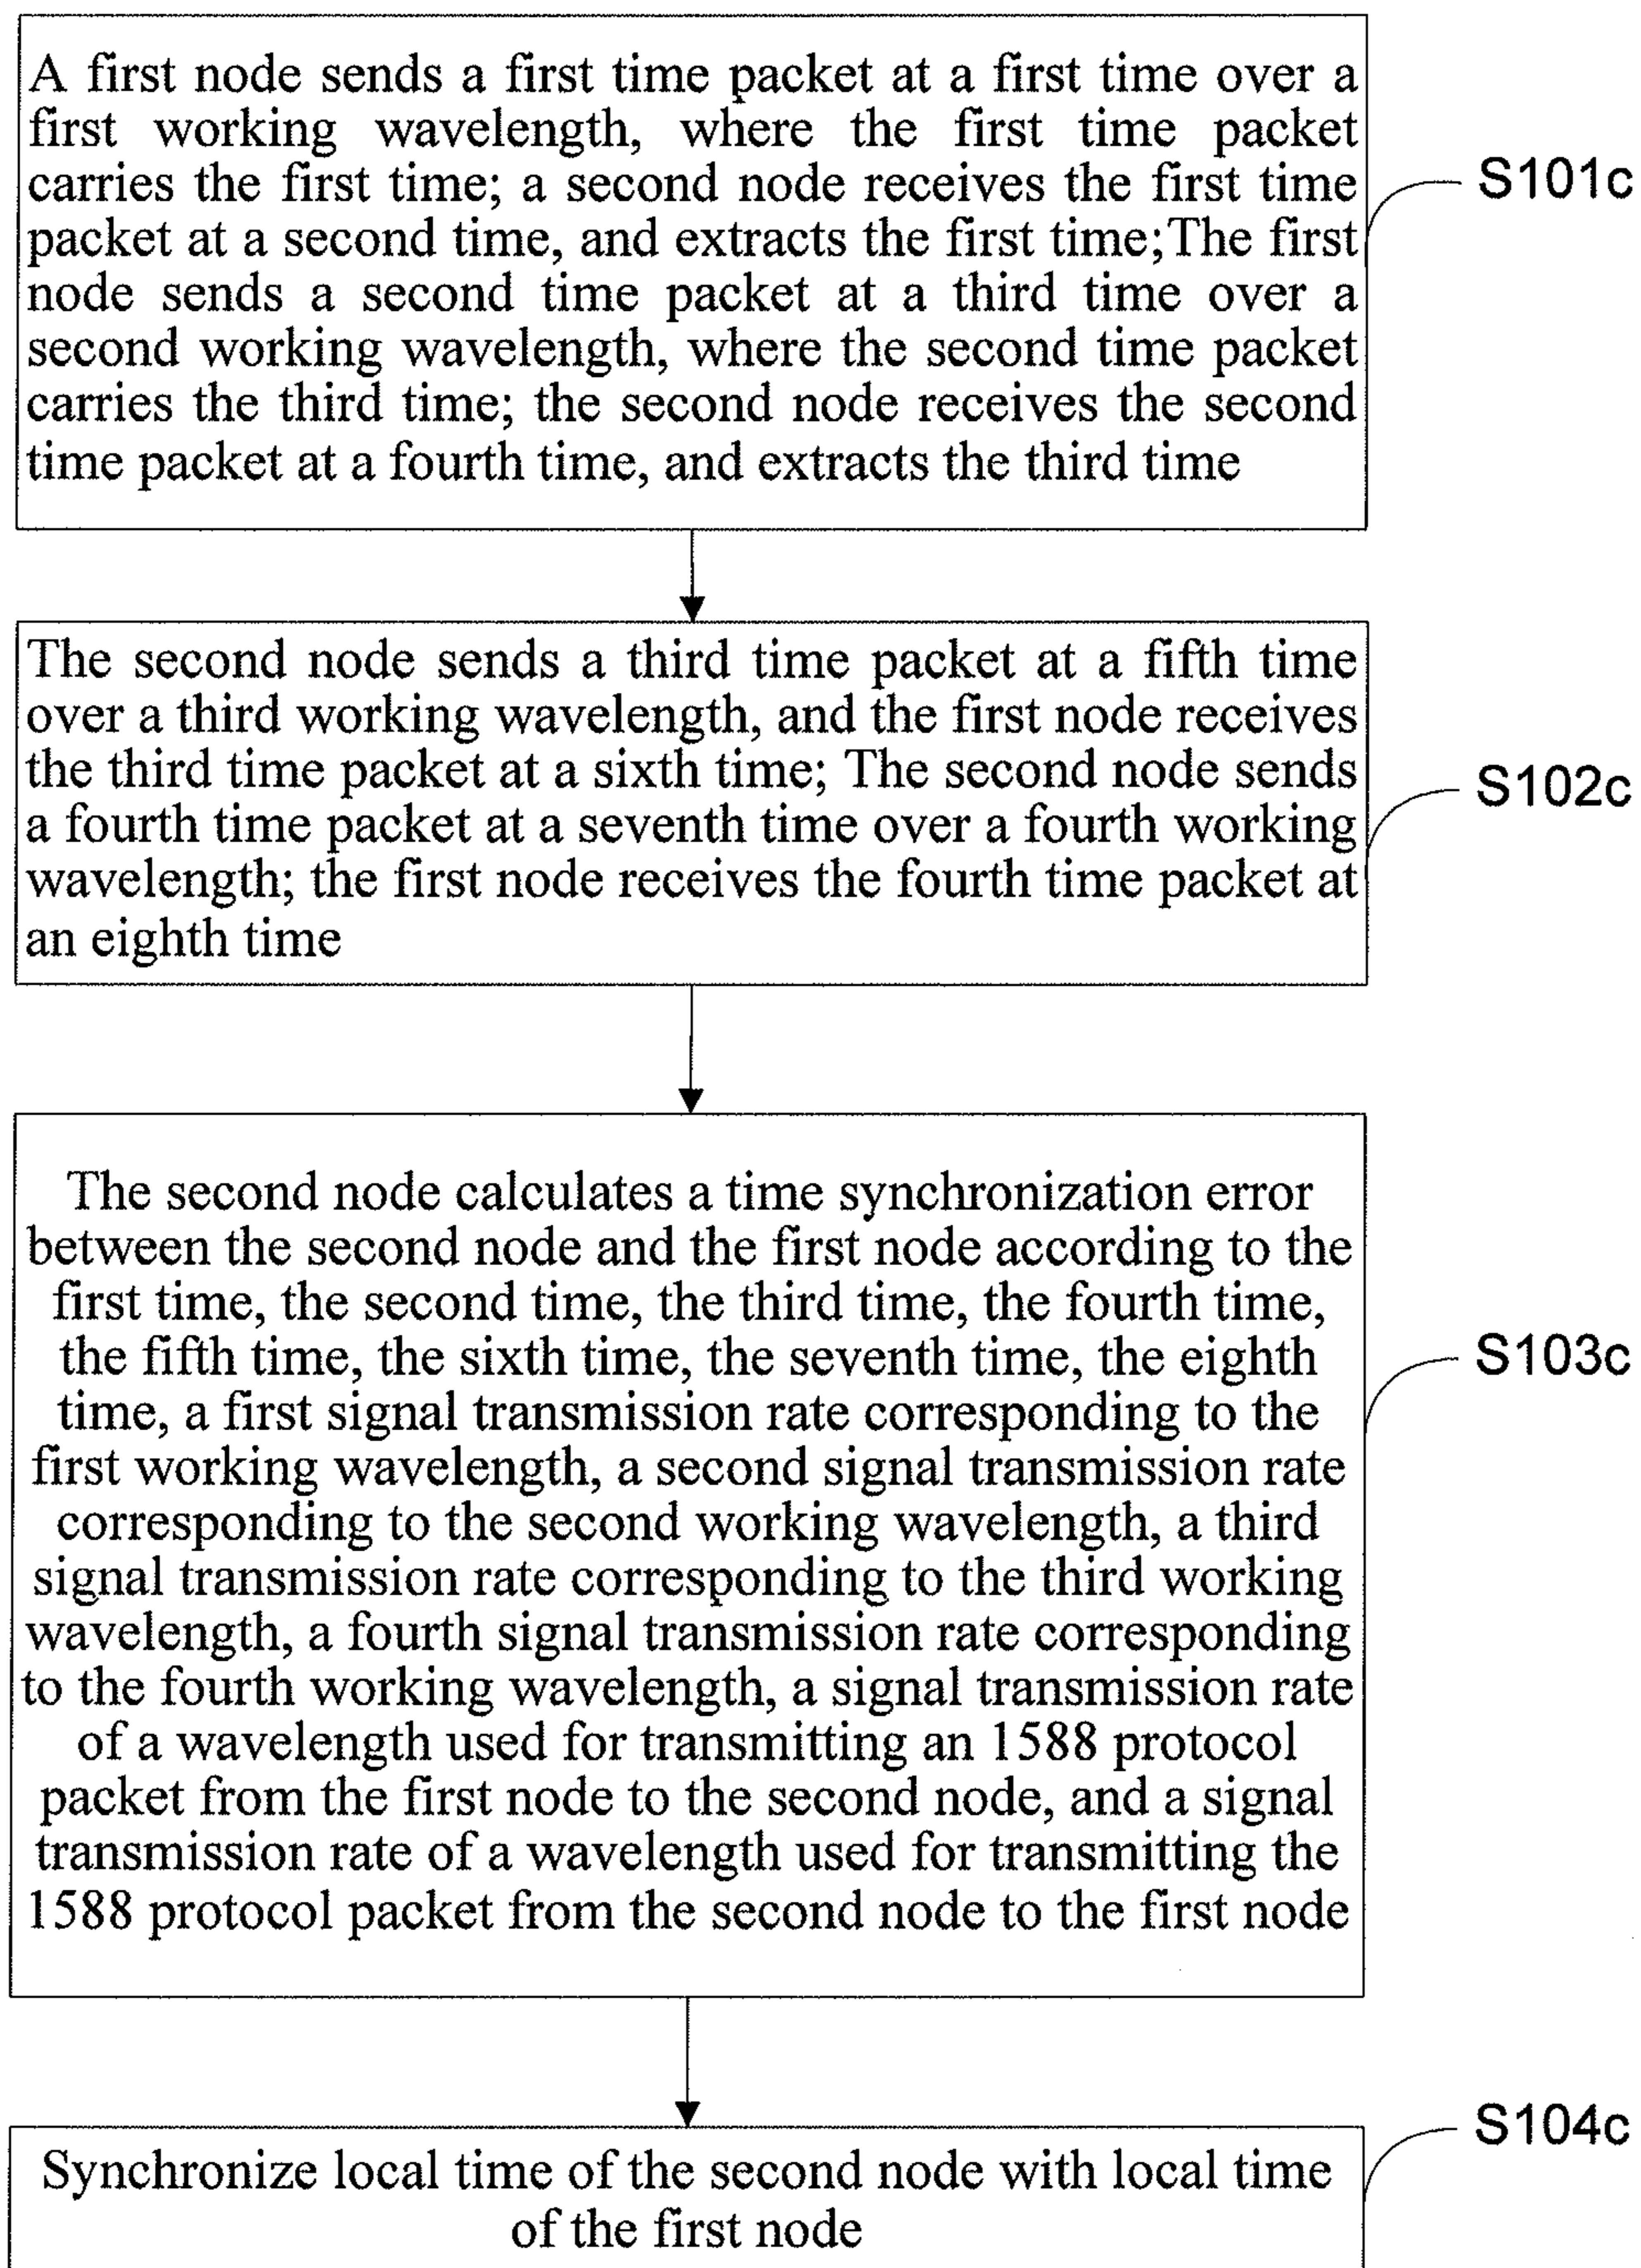 A first node sends a first time packet at a first time over a
first working wavelength, where the first time packet
carries the first time; a second node receives the first time
packet at a second time, and extracts the first time;The first
node sends a second time packet at a third time over a
second working wavelength, where the second time packet
carries the third time; the second node receives the second
time packet at a fourth time, and extracts the third time
S101c
The second node sends a third time packet at a fifth time
over a third working wavelength, and the first node receives
the third time packet at a sixth time; The second node sends
a fourth time packet at a seventh time over a fourth working
wavelength; the first node receives the fourth time packet at
an eighth time
S102c
The second node calculates a time synchronization error
between the second node and the first node according to the
first time, the second time, the third time, the fourth time,
the fifth time, the sixth time, the seventh time, the eighth
time, a first signal transmission rate corresponding to the
first working wavelength, a second signal transmission rate
corresponding to the second working wavelength, a third
signal transmission rate corresponding to the third working
wavelength, a fourth signal transmission rate corresponding
to the fourth working wavelength, a signal transmission rate
of a wavelength used for transmitting an 1588 protocol
packet from the first node to the second node, and a signal
transmission rate of a wavelength used for transmitting the
1588 protocol packet from the second node to the first node
S103c
Synchronize local time of the second node with local time
of the first node
S104c